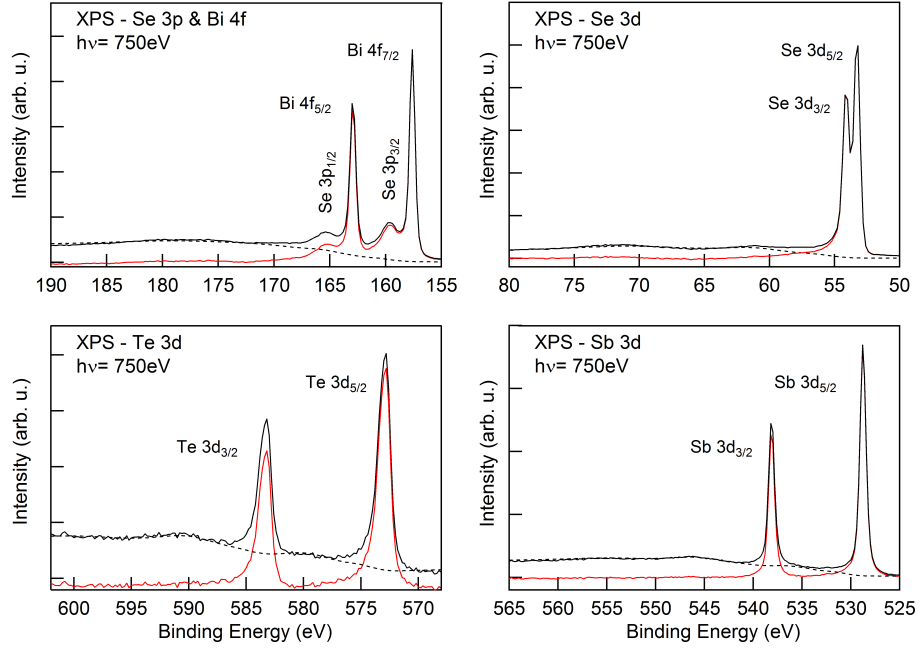 XPS - Se 3p & Bi 4f
hν= 750eV
Bi 4f7/2
Bi 4f5/2
Se 3p1/2
Se 3p3/2
Intensity (arb. u.)
190 185 180 175 170 165 160 155
XPS - Se 3d
hν= 750eV
Se 3d5/2
Se 3d3/2
Intensity (arb. u.)
80 75 70 65 60 55 50
XPS - Te 3d
hν= 750eV
Te 3d5/2
Te 3d3/2
Intensity (arb. u.)
600 595 590 585 580 575 570
Binding Energy (eV)
XPS - Sb 3d
hν= 750eV
Sb 3d5/2
Sb 3d3/2
Intensity (arb. u.)
565 560 555 550 545 540 535 530 525
Binding Energy (eV)